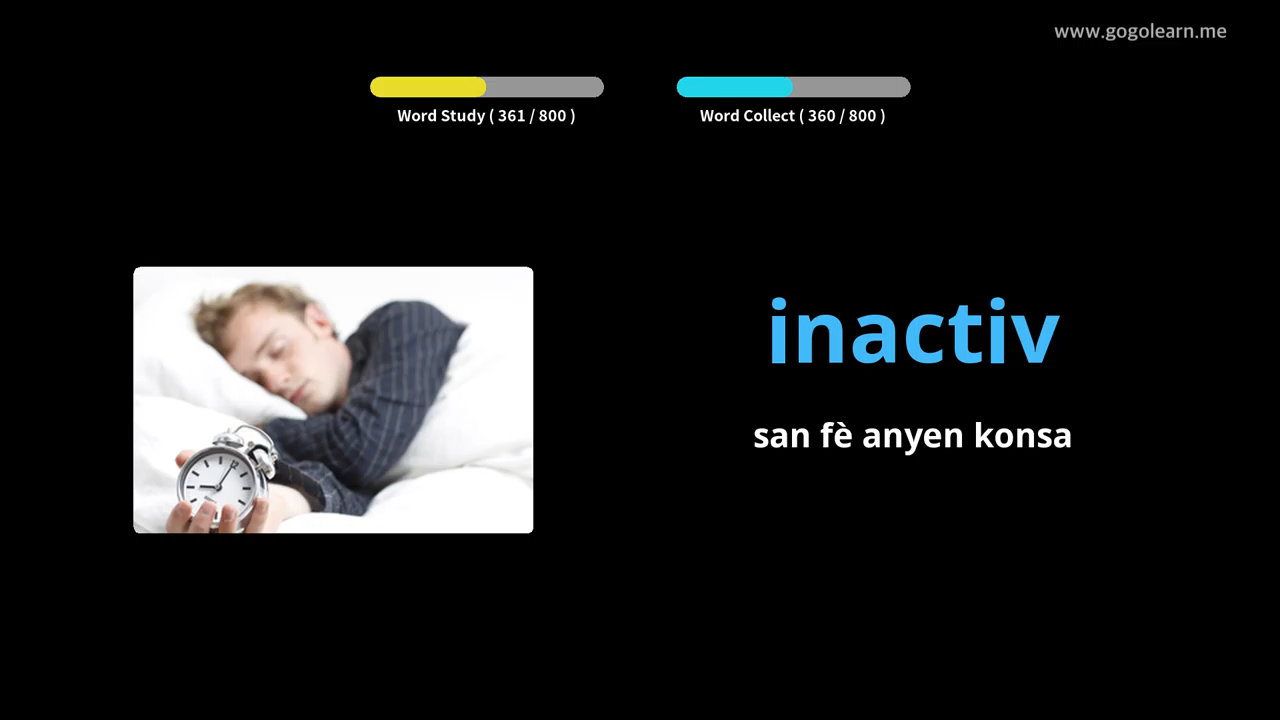 www.gogolearn.me
Word Study ( 361 / 800 )
Word Collect ( 360 / 800 )
inactiv
san fè anyen konsa